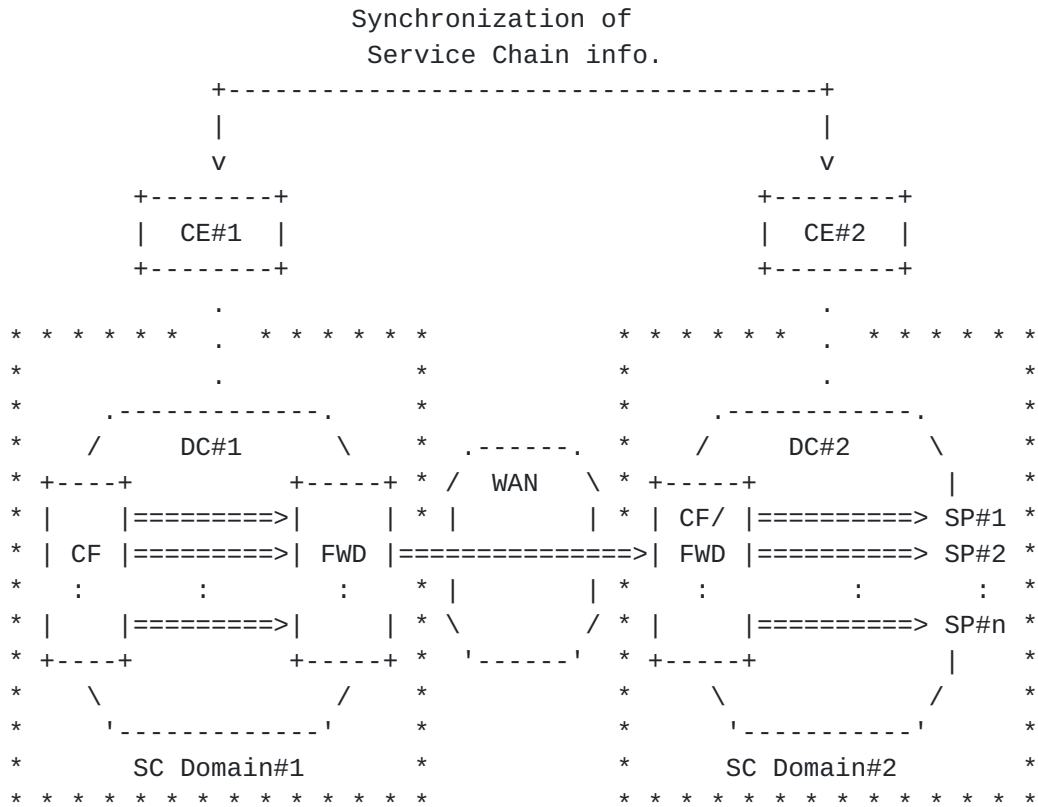 Synchronization of
Service Chain info.
+--------------------------------------+
|                                      |
v                                      v
+--------+                              +--------+
|  CE#1  |                              |  CE#2  |
+--------+                              +--------+
.                                      .
* * * * * *  .  * * * * * *            * * * * * *  .  * * * * * *
*            .            *            *            .            *
*      .-------------.     *            *     .------------.      *
*     /     DC#1      \    *  .------.  *    /     DC#2     \     *
* +----+          +-----+ * /  WAN   \ * +-----+            |    *
* |    |=========>|     | * |        | * | CF/ |==========> SP#1 *
* | CF |=========>| FWD |===============>| FWD |==========> SP#2 *
*   :       :        :    * |        | *    :         :       :  *
* |    |=========>|     | * \        / * |     |==========> SP#n *
* +----+          +-----+ *  '------'  * +-----+            |    *
*     \               /    *            *     \             /     *
*      '-------------'     *            *      '-----------'      *
*       SC Domain#1       *            *      SC Domain#2        *
* * * * * * * * * * * * * *            * * * * * * * * * * * * * *